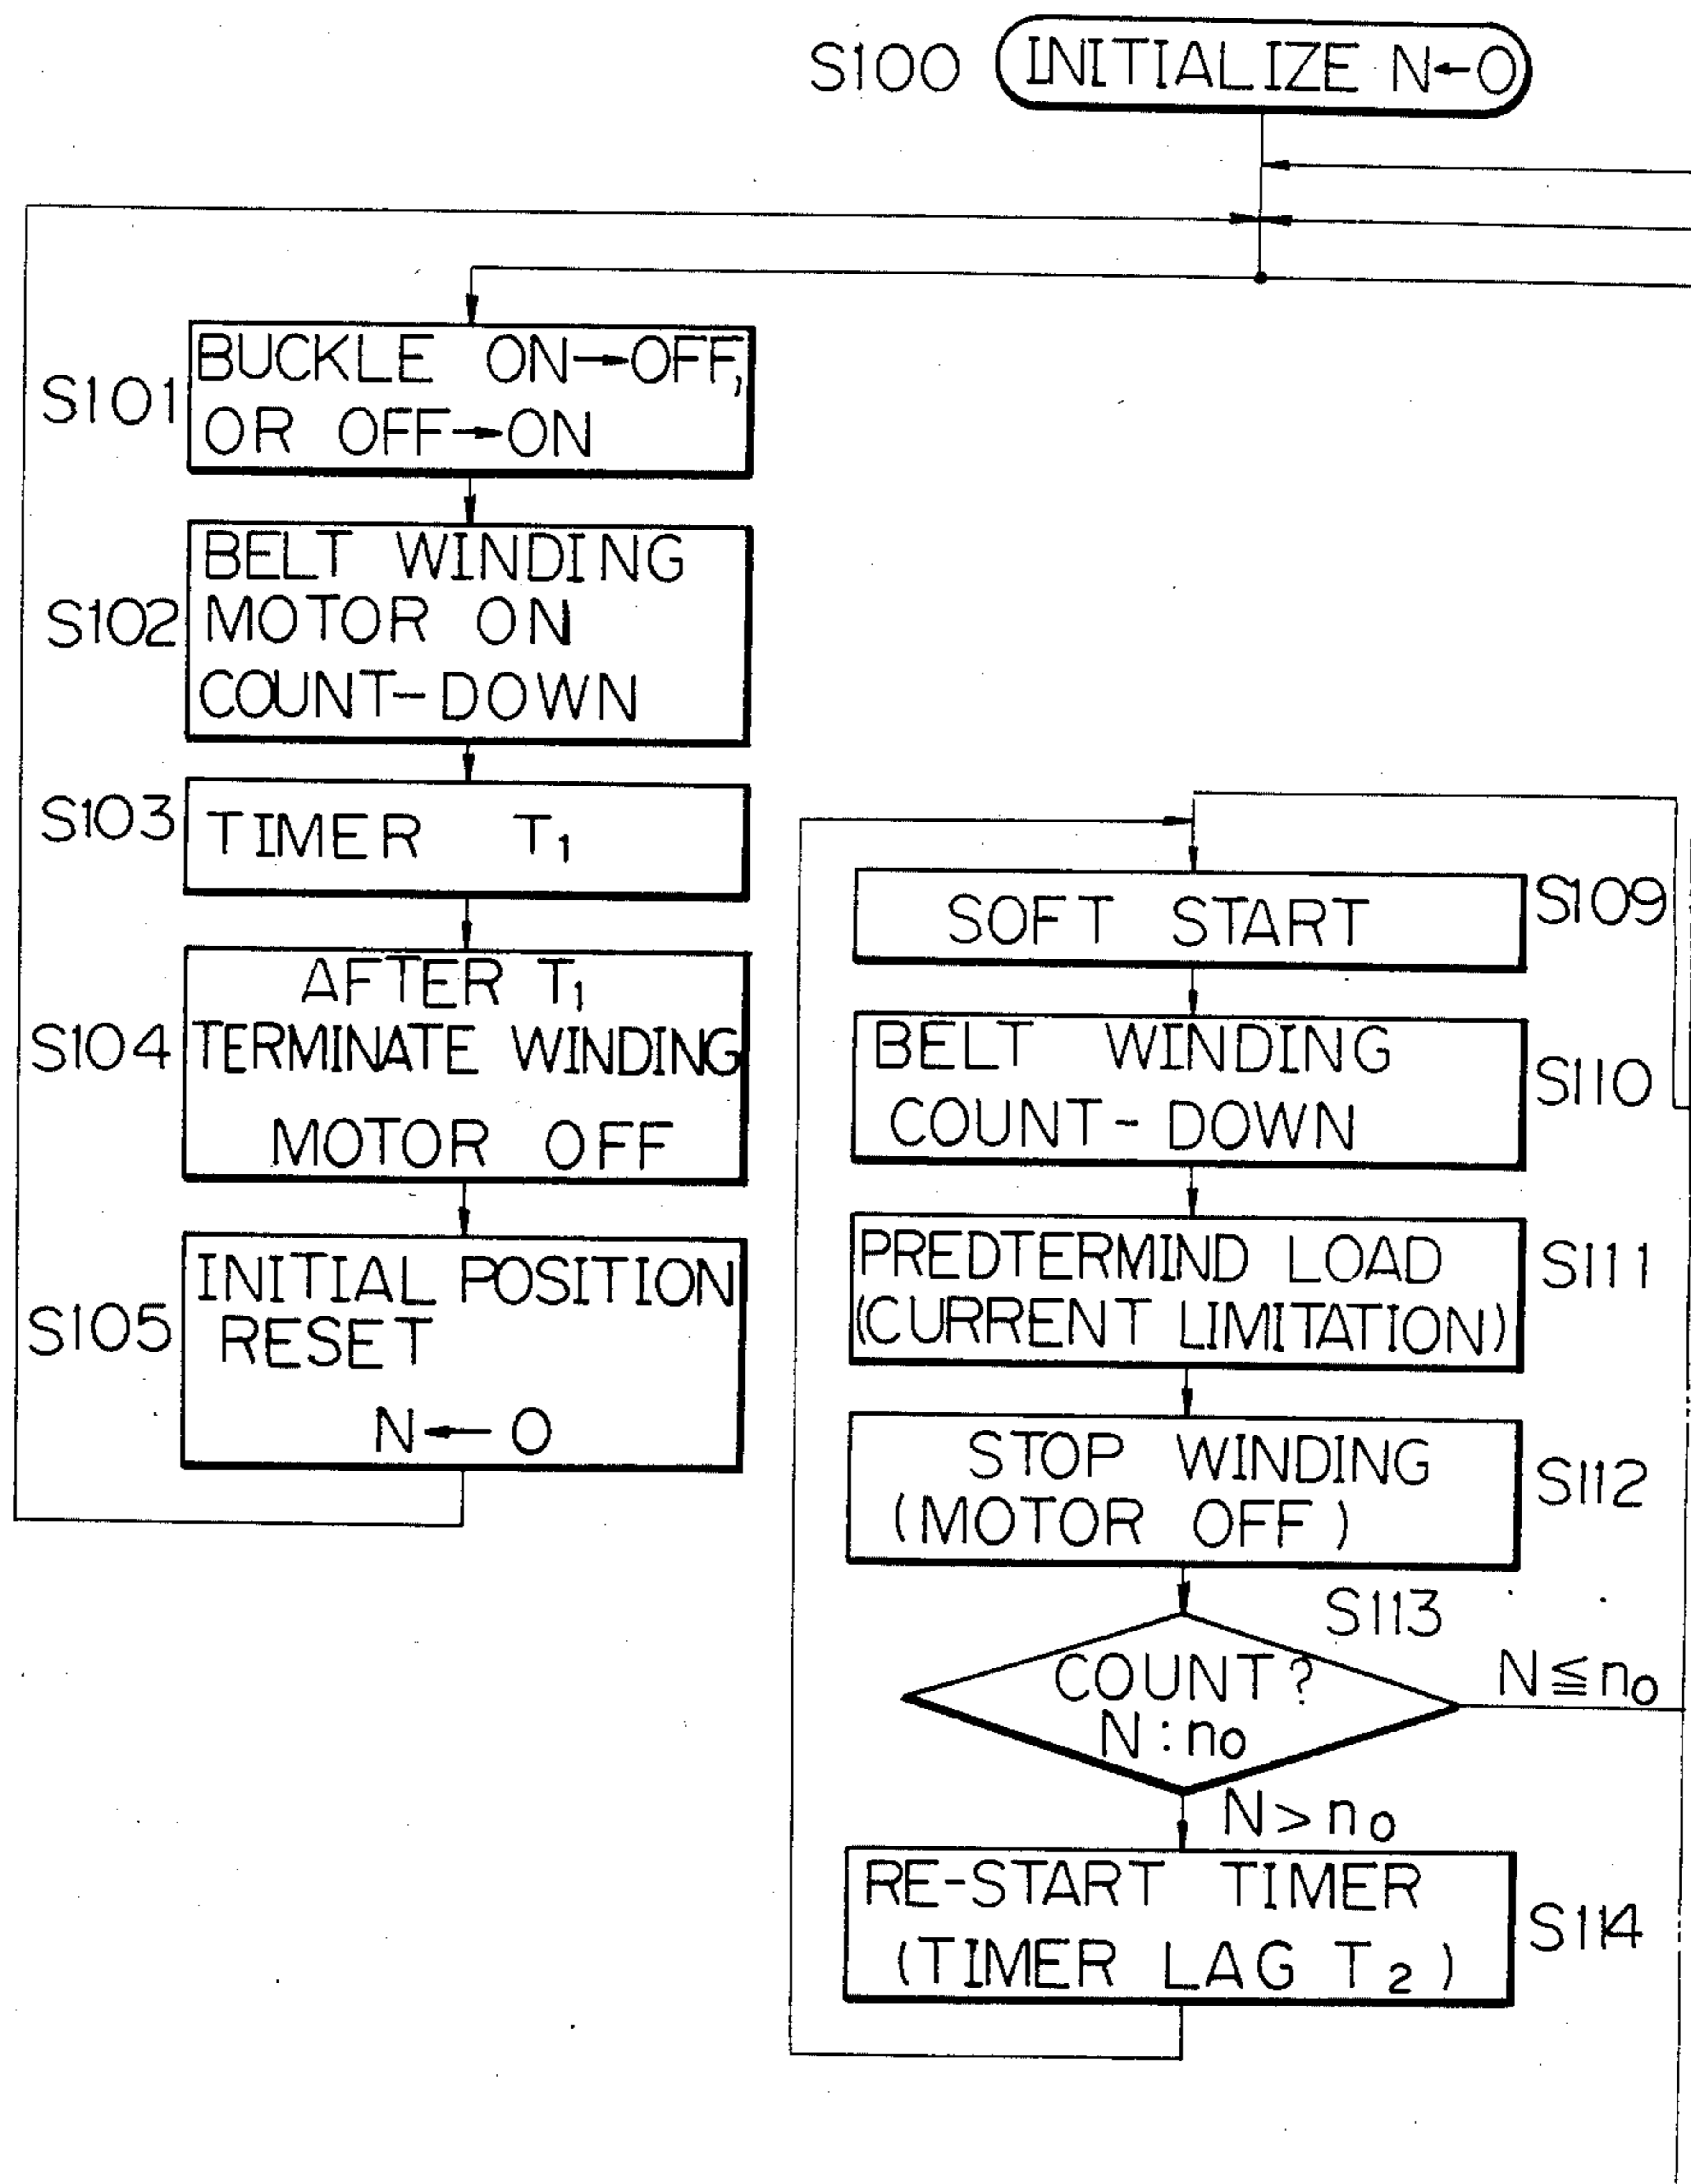 S100 INITIALIZE N←O
S101
BUCKLE ON→OFF,
OR OFF→ON
S102
BELT WINDING
MOTOR ON
COUNT-DOWN
S103
TIMER T₁
S104
AFTER T₁
TERMINATE WINDING
MOTOR OFF
S105
INITIAL POSITION
RESET
N←O
SOFT START
S109
BELT WINDING
COUNT-DOWN
S110
PREDTERMIND LOAD
(CURRENT LIMITATION)
S111
STOP WINDING
(MOTOR OFF)
S112
S113
COUNT?
N:n₀
N≦n₀
N>n₀
RE-START TIMER
(TIMER LAG T₂)
S114